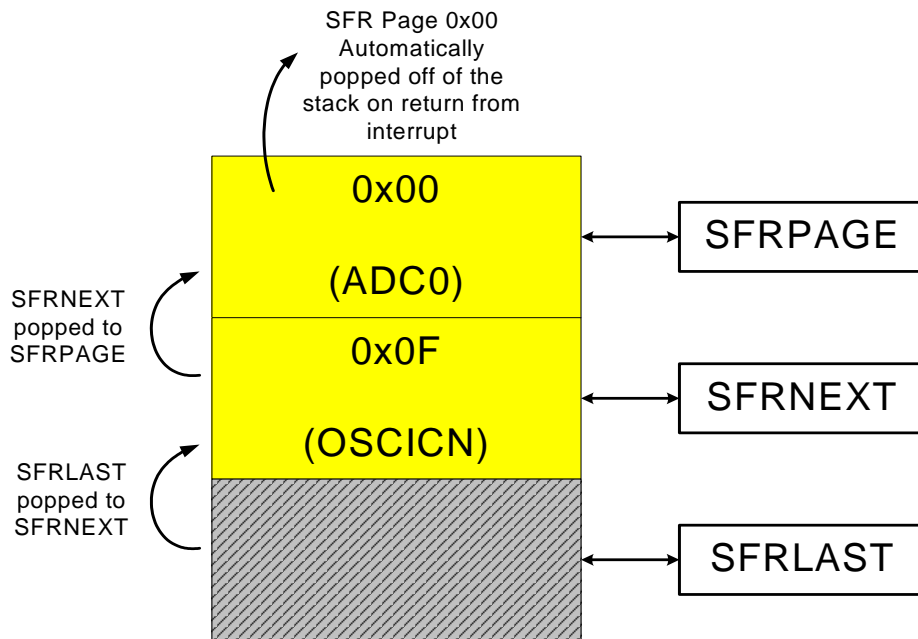 SFR Page 0x00
Automatically
popped off of the
stack on return from
interrupt
0x00
(ADC0)
SFRPAGE
SFRNEXT
popped to
SFRPAGE
0x0F
(OSCICN)
SFRNEXT
SFRLAST
popped to
SFRNEXT
SFRLAST